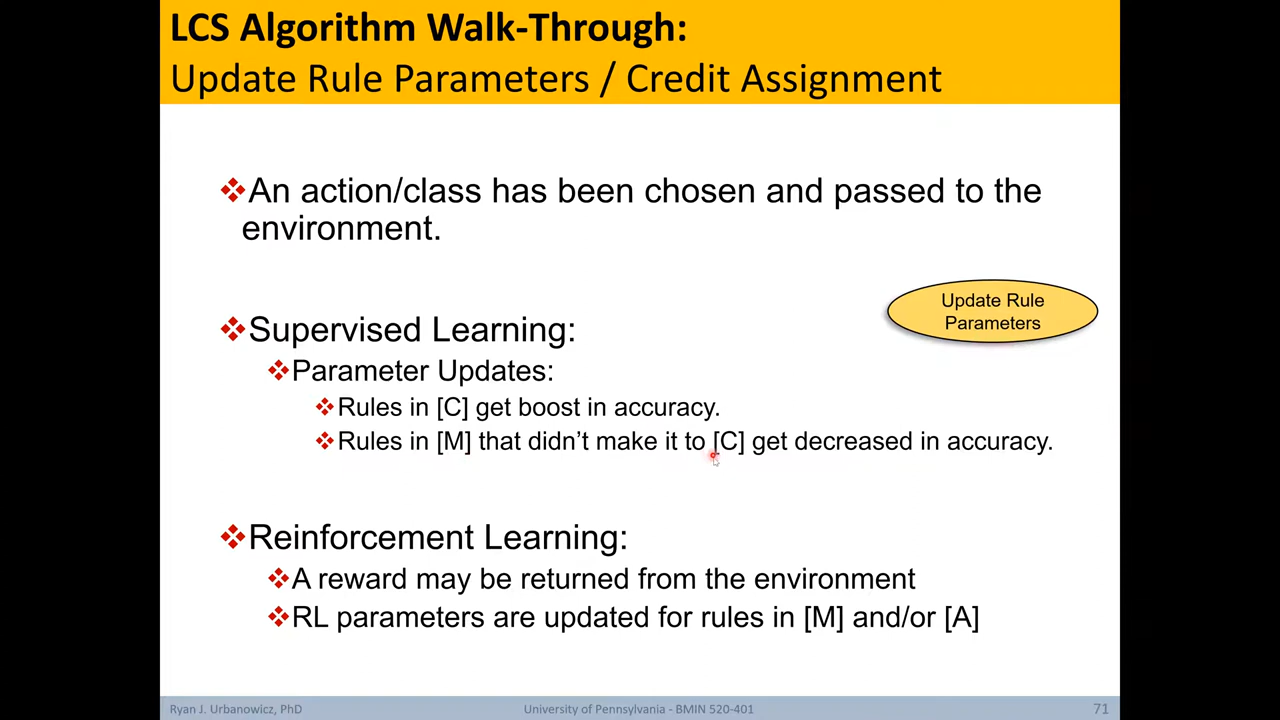 LCS Algorithm Walk-Through:
Update Rule Parameters / Credit Assignment
An action/class has been chosen and passed to the
environment.
Update Rule
Parameters
Supervised Learning:
Parameter Updates:
Rules in [C] get boost in accuracy.
Rules in [M] that didn’t make it to [C] get decreased in accuracy.
Reinforcement Learning:
A reward may be returned from the environment
RL parameters are updated for rules in [M] and/or [A]
Ryan J. Urbanowicz, PhD
University of Pennsylvania - BMIN 520-401
71